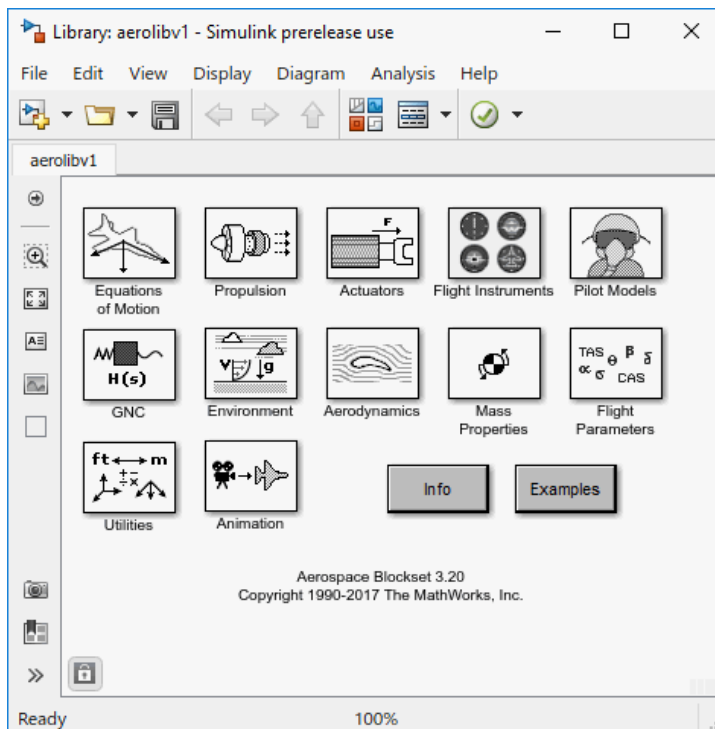 Library: aerolibv1 - Simulink prerelease use
File Edit View Display Diagram Analysis Help
aerolibv1
F
Equations
of Motion
Propulsion
Actuators
Flight Instruments
Pilot Models
H(s)
GNC
V g
Environment
Aerodynamics
Mass
Properties
TAS θ β δ
α σ CAS
Flight
Parameters
ft m
Utilities
Animation
Info
Examples
Aerospace Blockset 3.20
Copyright 1990-2017 The MathWorks, Inc.
Ready 100%